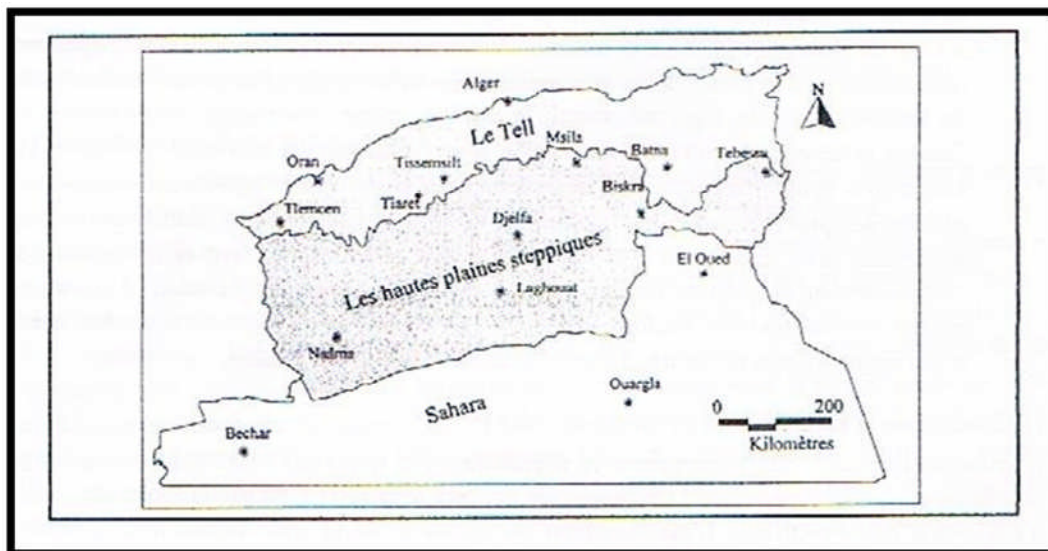 Alger
N
Le Tell
Msila
Oran
Tissemsilt
Batna
Tebessa
Biskra
Tlemcen
Tiaret
Djelfa
El Oued
Les hautes plaines steppiques
Laghouat
Naâma
Ouargla
Sahara
0 200
Kilomètres
Bechar